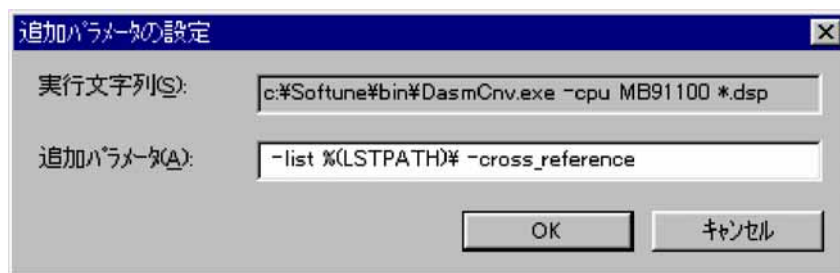 追加ﾊﾟﾗﾒｰﾀの設定
実行文字列(S):
c:¥Softune¥bin¥DasmCnv.exe -cpu MB91100 *.dsp
追加ﾊﾟﾗﾒｰﾀ(A):
-list %(LSTPATH)¥ -cross_reference
OK
ｷｬﾝｾﾙ